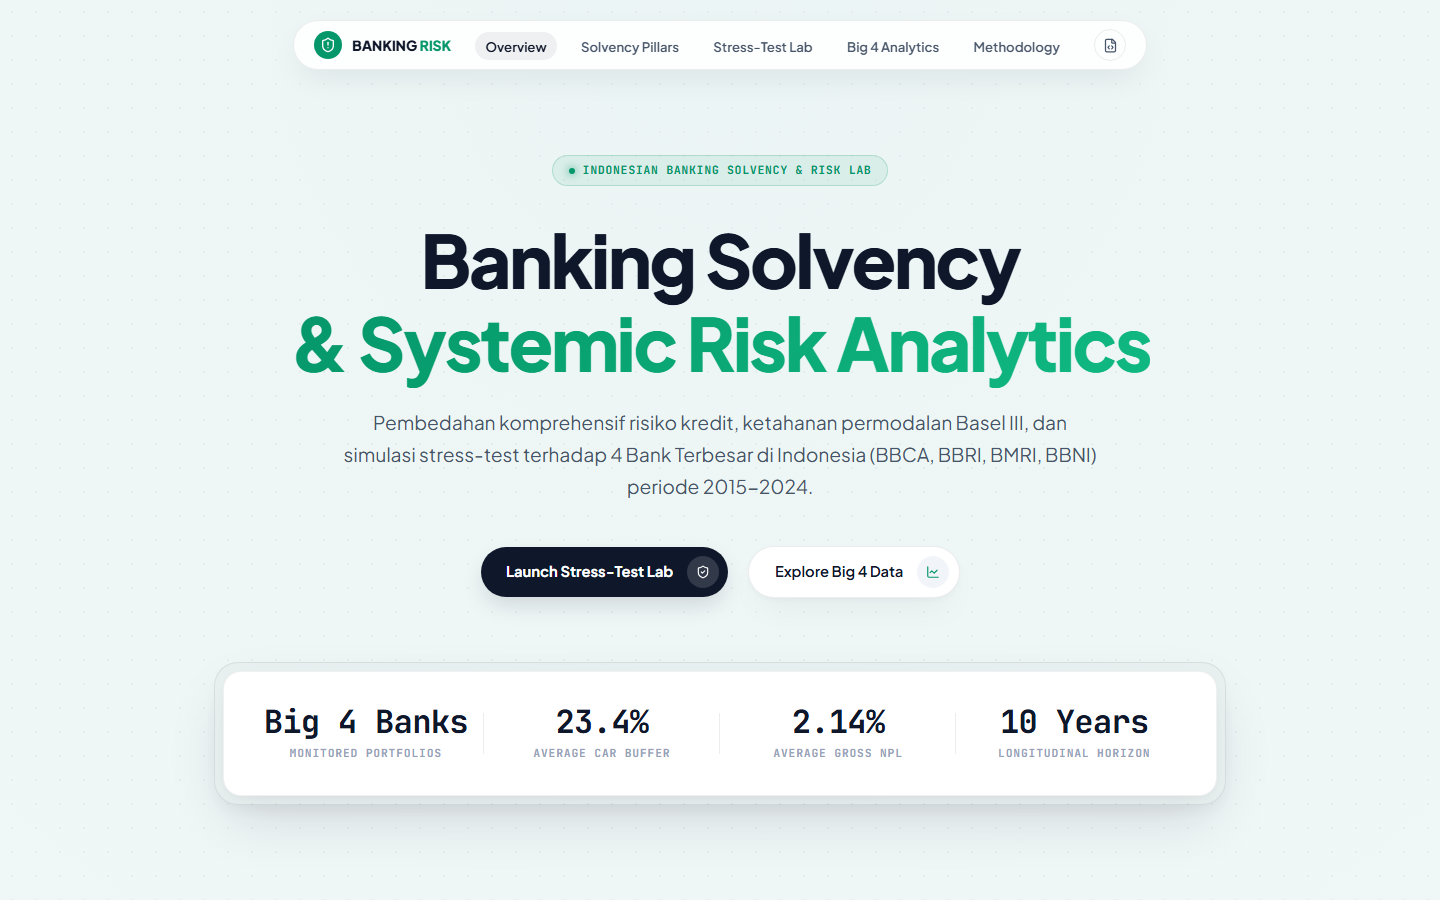 BANKING RISK
Overview
Solvency Pillars
Stress-Test Lab
Big 4 Analytics
Methodology
INDONESIAN BANKING SOLVENCY & RISK LAB
Banking Solvency
& Systemic Risk Analytics
Pembedahan komprehensif risiko kredit, ketahanan permodalan Basel III, dan
simulasi stress-test terhadap 4 Bank Terbesar di Indonesia (BBCA, BBRI, BMRI, BBNI)
periode 2015–2024.
Launch Stress-Test Lab
Explore Big 4 Data
Big 4 Banks
MONITORED PORTFOLIOS
23.4%
AVERAGE CAR BUFFER
2.14%
AVERAGE GROSS NPL
10 Years
LONGITUDINAL HORIZON